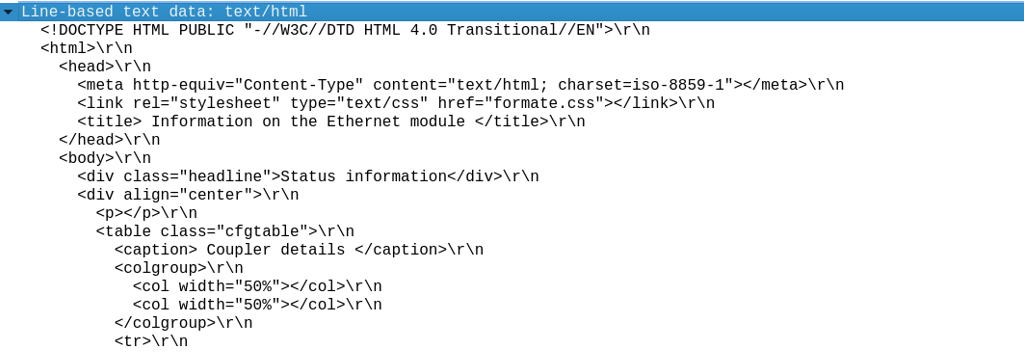 Line-based text data: text/html
<!DOCTYPE HTML PUBLIC "-//W3C//DTD HTML 4.0 Transitional//EN">\r\n
<html>\r\n
<head>\r\n
<meta http-equiv="Content-Type" content="text/html; charset=iso-8859-1"></meta>\r\n
<link rel="stylesheet" type="text/css" href="formate.css"></link>\r\n
<title> Information on the Ethernet module </title>\r\n
</head>\r\n
<body>\r\n
<div class="headline">Status information</div>\r\n
<div align="center">\r\n
<p></p>\r\n
<table class="cfgtable">\r\n
<caption> Coupler details </caption>\r\n
<colgroup>\r\n
<col width="50%"></col>\r\n
<col width="50%"></col>\r\n
</colgroup>\r\n
<tr>\r\n